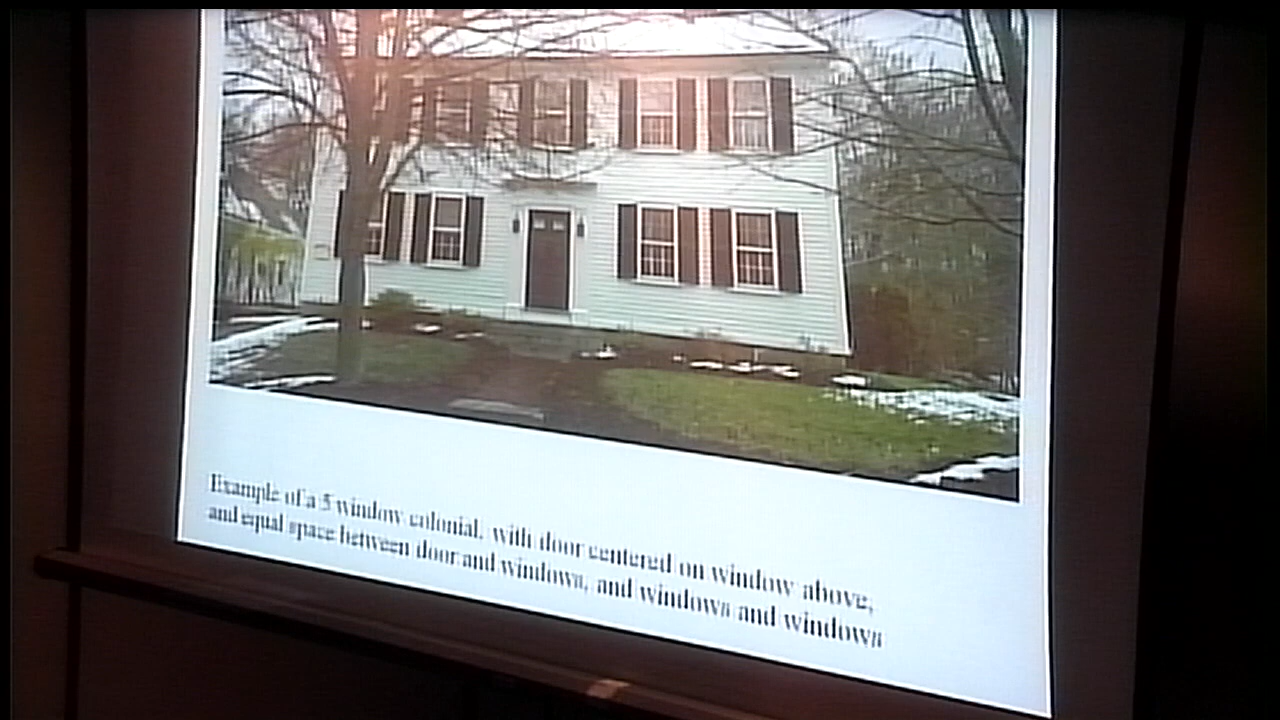 Example of a 5 window colonial, with door centered on window above,
and equal space between door and windows, and windows and windows